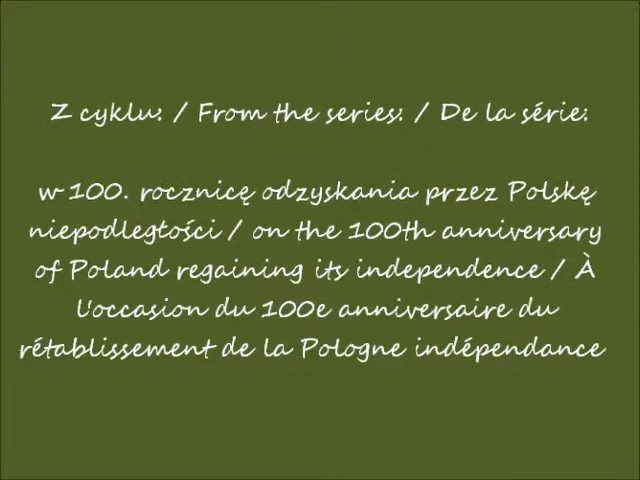 Z cyklu: / From the series: / De la série:
w 100. rocznicę odzyskania przez Polskę
niepodległości / on the 100th anniversary
of Poland regaining its independence / À
l'occasion du 100e anniversaire du
rétablissement de la Pologne indépendance